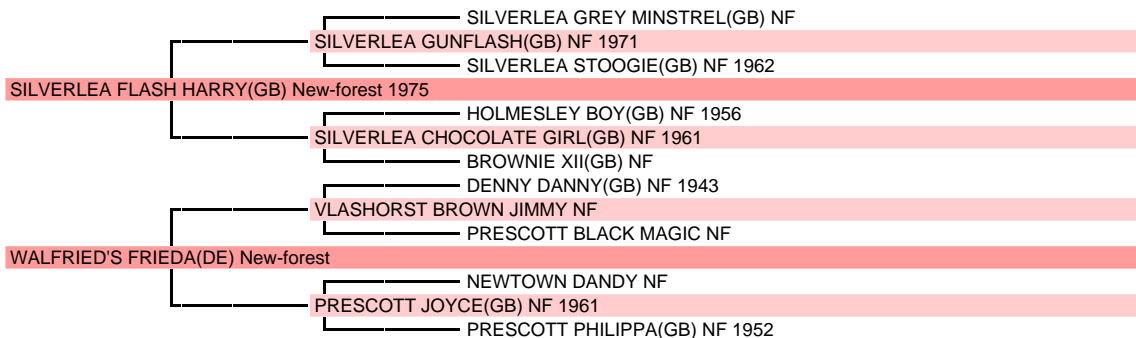 SILVERLEA GREY MINSTREL(GB) NF
SILVERLEA GUNFLASH(GB) NF 1971
SILVERLEA STOOGIE(GB) NF 1962
SILVERLEA FLASH HARRY(GB) New-forest 1975
HOLMESLEY BOY(GB) NF 1956
SILVERLEA CHOCOLATE GIRL(GB) NF 1961
BROWNIE XII(GB) NF
DENNY DANNY(GB) NF 1943
VLASHORST BROWN JIMMY NF
PRESCOTT BLACK MAGIC NF
WALFRIED'S FRIEDA(DE) New-forest
NEWTOWN DANDY NF
PRESCOTT JOYCE(GB) NF 1961
PRESCOTT PHILIPPA(GB) NF 1952